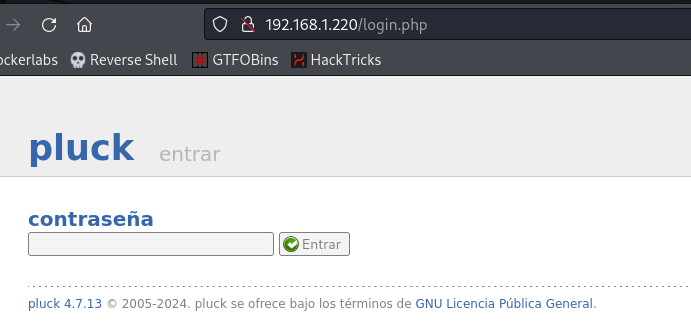 192.168.1.220/login.php
ockerlabs Reverse Shell GTFOBins HackTricks
pluck entrar
contraseña
Entrar
pluck 4.7.13 © 2005-2024. pluck se ofrece bajo los términos de GNU Licencia Pública General.